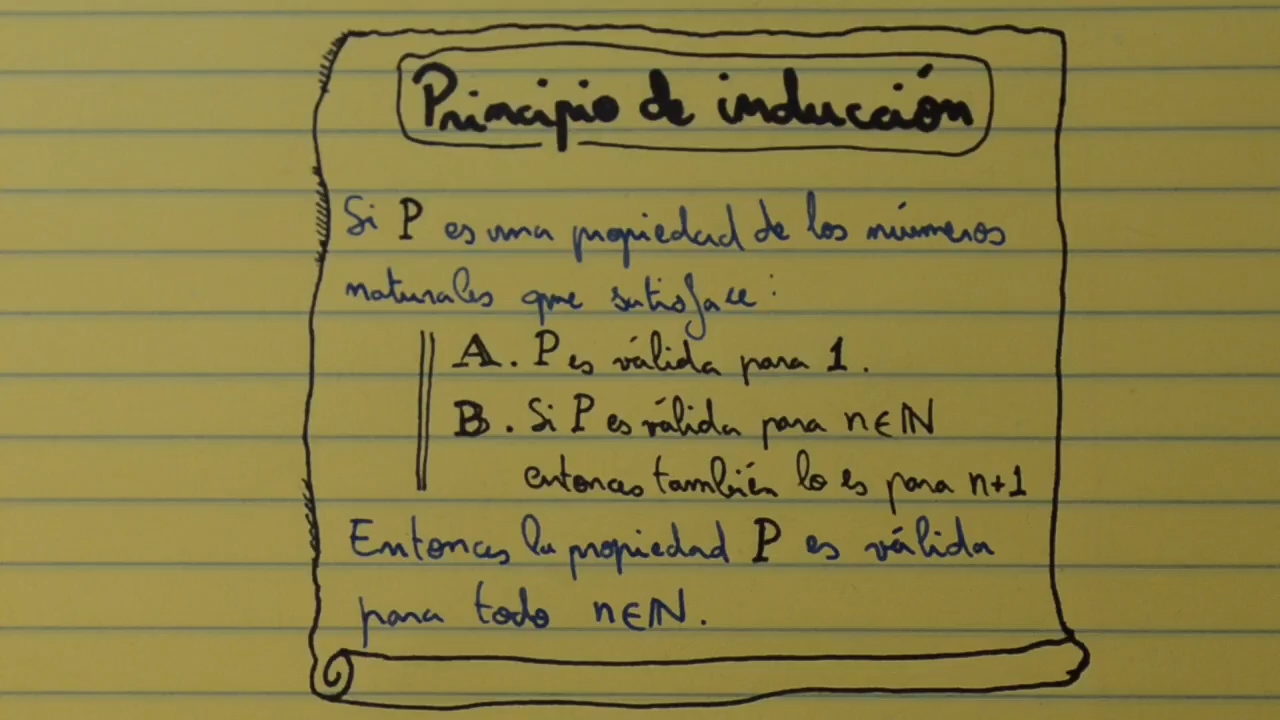 Principio de inducción
Si P es una propiedad de los números
naturales que satisface:
A. P es válida para 1.
B. Si P es válida para n∈ℕ
entonces también lo es para n+1
Entonces la propiedad P es válida
para todo n∈ℕ.